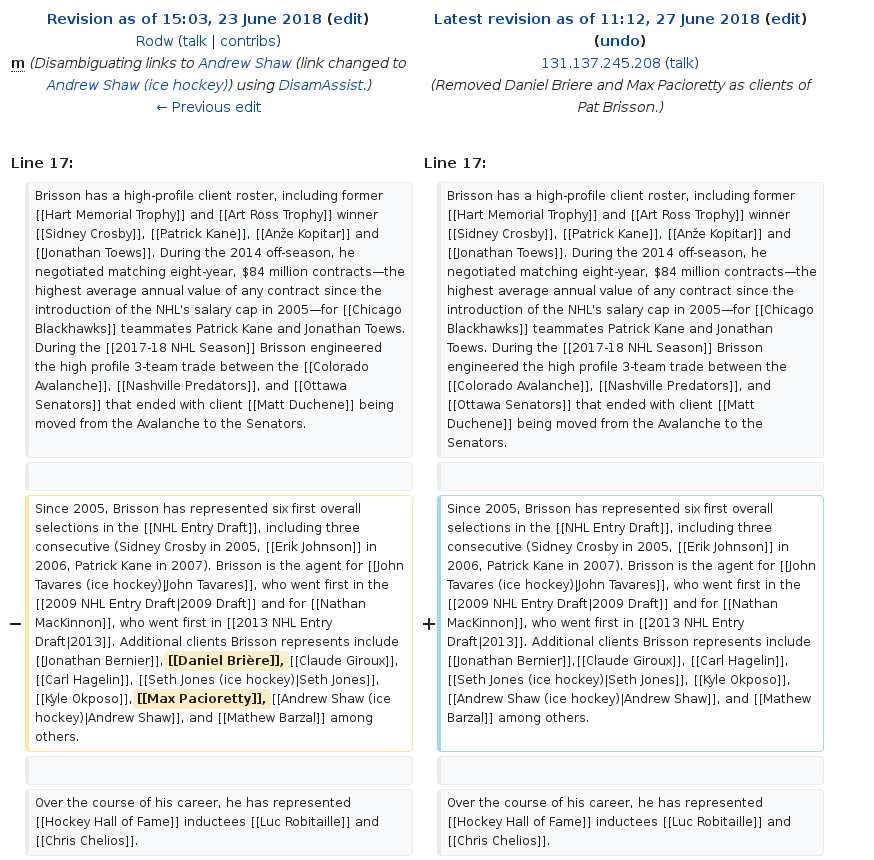 Revision as of 15:03, 23 June 2018 (edit)
Rodw (talk | contribs)
m (Disambiguating links to Andrew Shaw (link changed to
Andrew Shaw (ice hockey)) using DisamAssist.)
← Previous edit
Latest revision as of 11:12, 27 June 2018 (edit)
(undo)
131.137.245.208 (talk)
(Removed Daniel Briere and Max Pacioretty as clients of
Pat Brisson.)
Line 17:
Line 17:
Brisson has a high-profile client roster, including former
[[Hart Memorial Trophy]] and [[Art Ross Trophy]] winner
[[Sidney Crosby]], [[Patrick Kane]], [[Anže Kopitar]] and
[[Jonathan Toews]]. During the 2014 off-season, he
negotiated matching eight-year, $84 million contracts—the
highest average annual value of any contract since the
introduction of the NHL's salary cap in 2005—for [[Chicago
Blackhawks]] teammates Patrick Kane and Jonathan Toews.
During the [[2017-18 NHL Season]] Brisson engineered
the high profile 3-team trade between the [[Colorado
Avalanche]], [[Nashville Predators]], and [[Ottawa
Senators]] that ended with client [[Matt Duchene]] being
moved from the Avalanche to the Senators.
Brisson has a high-profile client roster, including former
[[Hart Memorial Trophy]] and [[Art Ross Trophy]] winner
[[Sidney Crosby]], [[Patrick Kane]], [[Anže Kopitar]] and
[[Jonathan Toews]]. During the 2014 off-season, he
negotiated matching eight-year, $84 million contracts—the
highest average annual value of any contract since the
introduction of the NHL's salary cap in 2005—for [[Chicago
Blackhawks]] teammates Patrick Kane and Jonathan
Toews. During the [[2017-18 NHL Season]] Brisson
engineered the high profile 3-team trade between the
[[Colorado Avalanche]], [[Nashville Predators]], and
[[Ottawa Senators]] that ended with client [[Matt
Duchene]] being moved from the Avalanche to the
Senators.
−
Since 2005, Brisson has represented six first overall
selections in the [[NHL Entry Draft]], including three
consecutive (Sidney Crosby in 2005, [[Erik Johnson]] in
2006, Patrick Kane in 2007). Brisson is the agent for [[John
Tavares (ice hockey)|John Tavares]], who went first in the
[[2009 NHL Entry Draft|2009 Draft]] and for [[Nathan
MacKinnon]], who went first in [[2013 NHL Entry
Draft|2013]]. Additional clients Brisson represents include
[[Jonathan Bernier]], [[Daniel Brière]], [[Claude Giroux]],
[[Carl Hagelin]], [[Seth Jones (ice hockey)|Seth Jones]],
[[Kyle Okposo]], [[Max Pacioretty]], [[Andrew Shaw (ice
hockey)|Andrew Shaw]], and [[Mathew Barzal]] among
others.
+
Since 2005, Brisson has represented six first overall
selections in the [[NHL Entry Draft]], including three
consecutive (Sidney Crosby in 2005, [[Erik Johnson]] in
2006, Patrick Kane in 2007). Brisson is the agent for [[John
Tavares (ice hockey)|John Tavares]], who went first in the
[[2009 NHL Entry Draft|2009 Draft]] and for [[Nathan
MacKinnon]], who went first in [[2013 NHL Entry
Draft|2013]]. Additional clients Brisson represents include
[[Jonathan Bernier]],[[Claude Giroux]], [[Carl Hagelin]],
[[Seth Jones (ice hockey)|Seth Jones]], [[Kyle Okposo]],
[[Andrew Shaw (ice hockey)|Andrew Shaw]], and [[Mathew
Barzal]] among others.
Over the course of his career, he has represented
[[Hockey Hall of Fame]] inductees [[Luc Robitaille]] and
[[Chris Chelios]].
Over the course of his career, he has represented
[[Hockey Hall of Fame]] inductees [[Luc Robitaille]] and
[[Chris Chelios]].